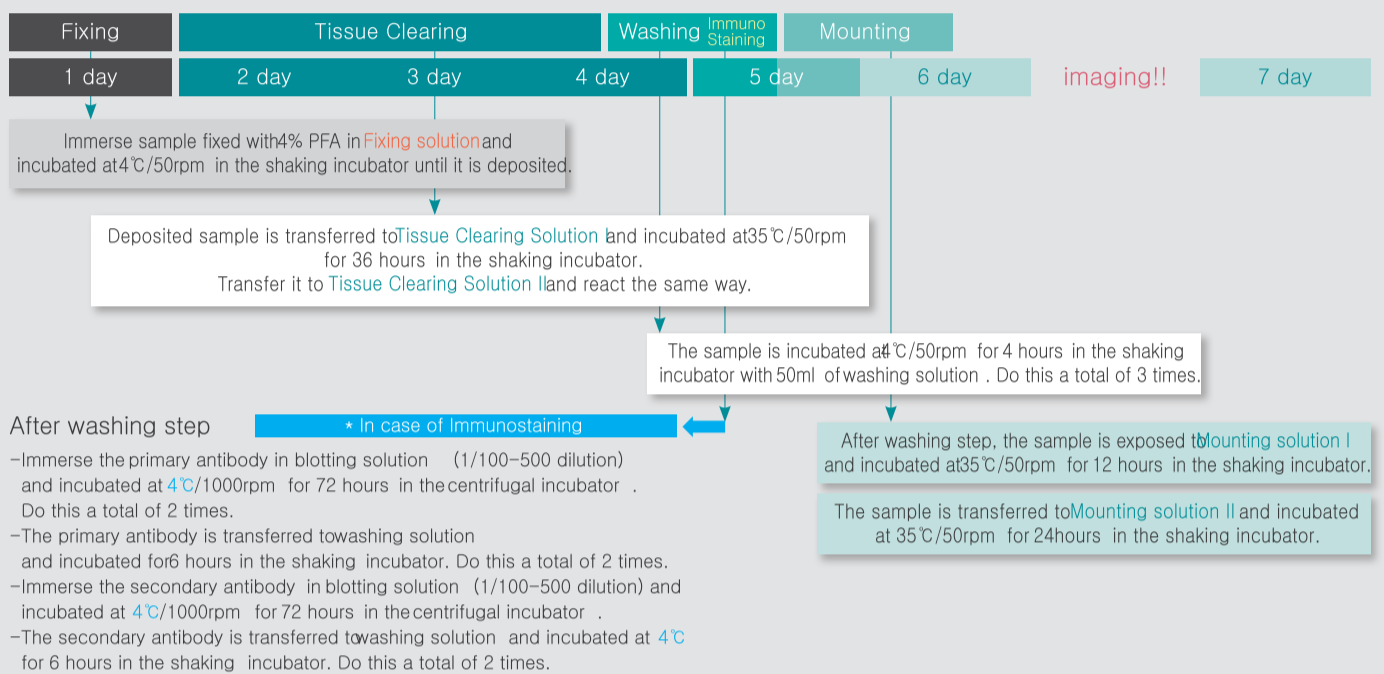 Fixing
Tissue Clearing
Washing
Immuno
Staining
Mounting
1 day
2 day
3 day
4 day
5 day
6 day
imaging!!
7 day
Immerse sample fixed with4% PFA in Fixing solution and
incubated at 4℃/50rpm in the shaking incubator until it is deposited.
Deposited sample is transferred to Tissue Clearing Solution I and incubated at 35℃/50rpm
for 36 hours in the shaking incubator.
Transfer it to Tissue Clearing Solution II and react the same way.
The sample is incubated at 4℃/50rpm for 4 hours in the shaking
incubator with 50ml of washing solution . Do this a total of 3 times.
After washing step
* In case of Immunostaining
-Immerse the primary antibody in blotting solution (1/100-500 dilution)
and incubated at 4℃/1000rpm for 72 hours in the centrifugal incubator .
Do this a total of 2 times.
-The primary antibody is transferred to washing solution
and incubated for 6 hours in the shaking incubator. Do this a total of 2 times.
-Immerse the secondary antibody in blotting solution (1/100-500 dilution) and
incubated at 4℃/1000rpm for 72 hours in the centrifugal incubator .
-The secondary antibody is transferred to washing solution and incubated at 4℃
for 6 hours in the shaking incubator. Do this a total of 2 times.
After washing step, the sample is exposed to Mounting solution I
and incubated at 35℃/50rpm for 12 hours in the shaking incubator.
The sample is transferred to Mounting solution II and incubated
at 35℃/50rpm for 24hours in the shaking incubator.